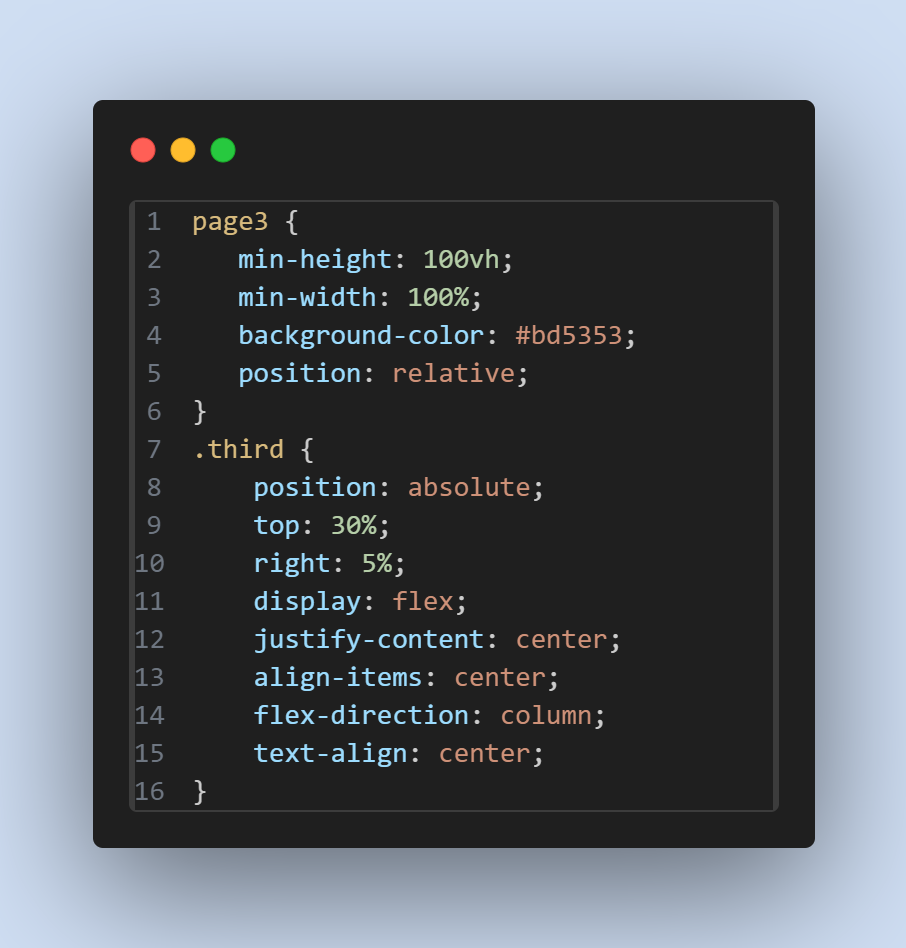 1 page3 {
2    min-height: 100vh;
3    min-width: 100%;
4    background-color: #bd5353;
5    position: relative;
6 }
7 .third {
8     position: absolute;
9     top: 30%;
10     right: 5%;
11     display: flex;
12     justify-content: center;
13     align-items: center;
14     flex-direction: column;
15     text-align: center;
16 }